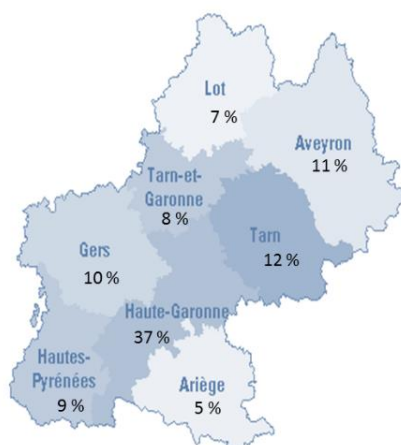 Lot
7 %
Aveyron
11 %
Tarn-et-
Garonne
8 %
Tarn
12 %
Gers
10 %
Haute-Garonne
37 %
Hautes-
Pyrénées
9 %
Ariège
5 %